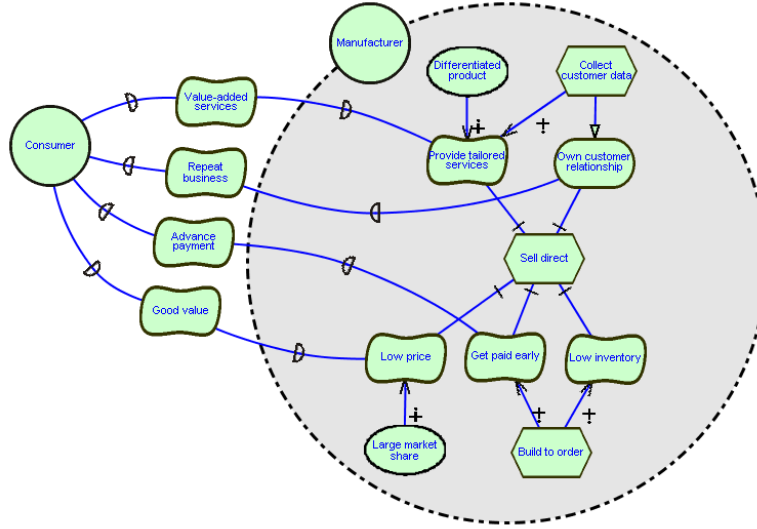 Manufacturer
Differentiated
product
Collect
customer data
Value-added
services
Consumer
Provide tailored
services
Own customer
relationship
Repeat
business
Advance
payment
Sell direct
Good value
Low price
Get paid early
Low inventory
Large market
share
Build to order